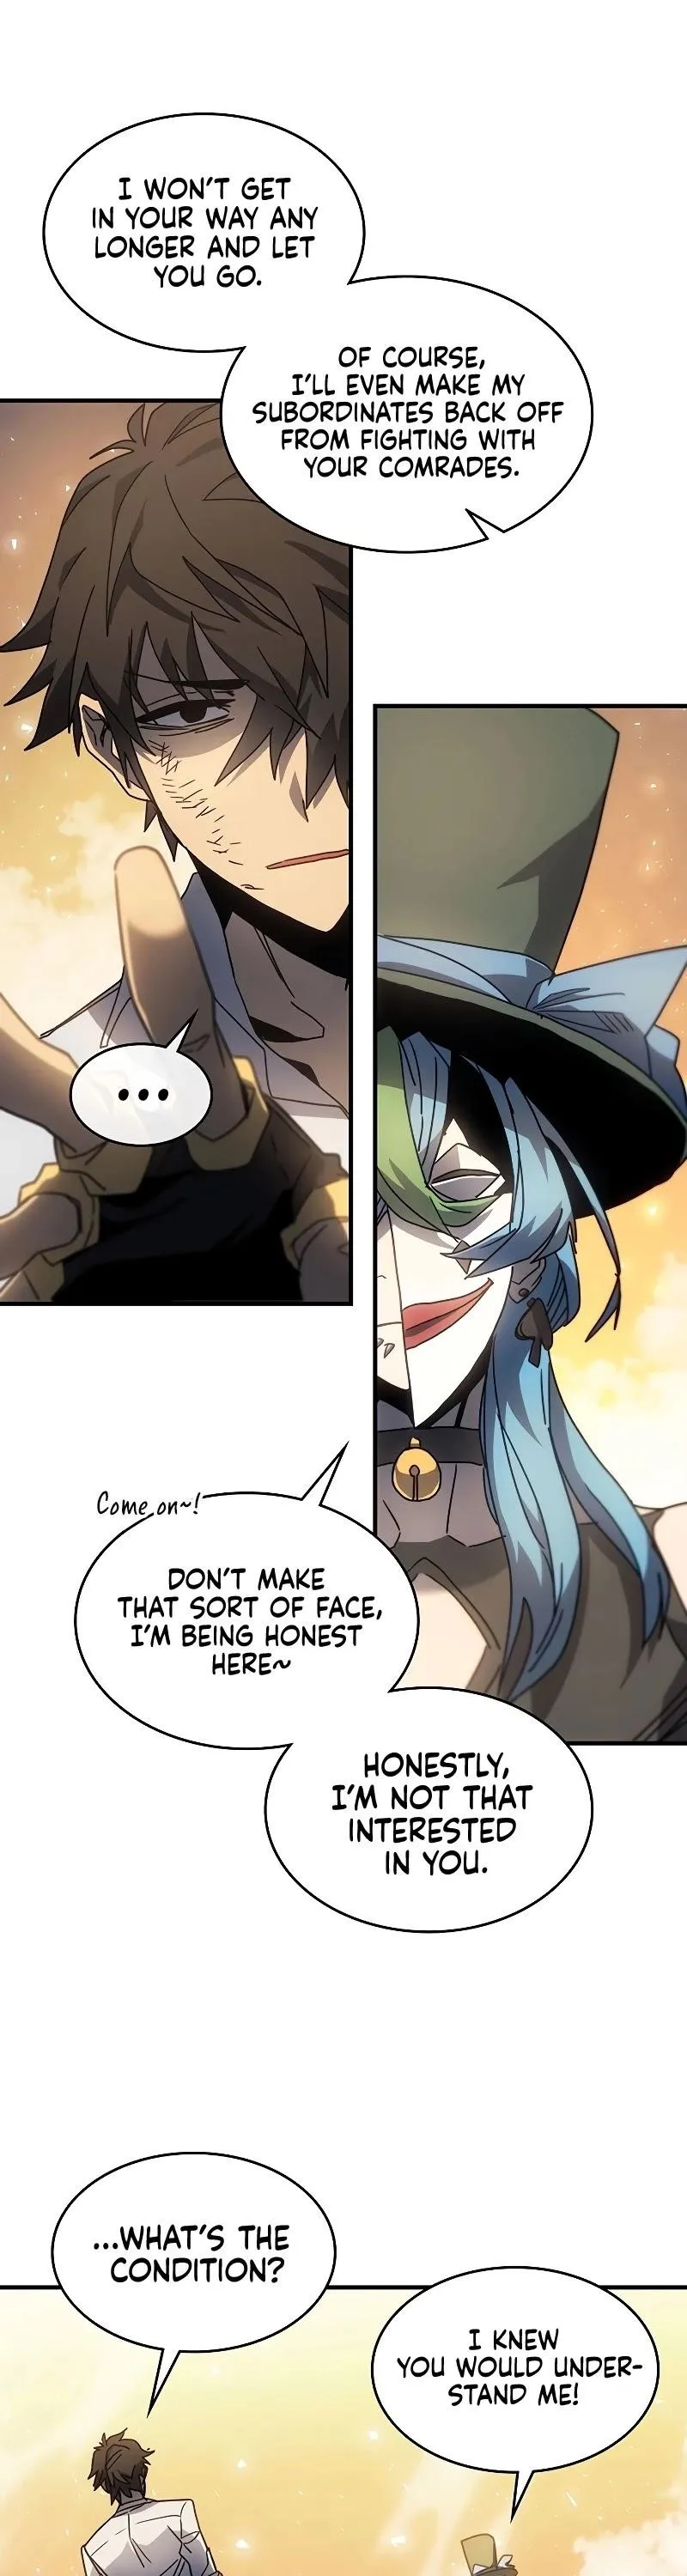 I WON'T GET
IN YOUR WAY ANY
LONGER AND LET
YOU GO.
OF COURSE,
I'LL EVEN MAKE MY
SUBORDINATES BACK OFF
FROM FIGHTING WITH
YOUR COMRADES.
...
Come on~!
DON'T MAKE
THAT SORT OF FACE,
I'M BEING HONEST
HERE~
HONESTLY,
I'M NOT THAT
INTERESTED
IN YOU.
...WHAT'S THE
CONDITION?
I KNEW
YOU WOULD UNDER-
STAND ME!